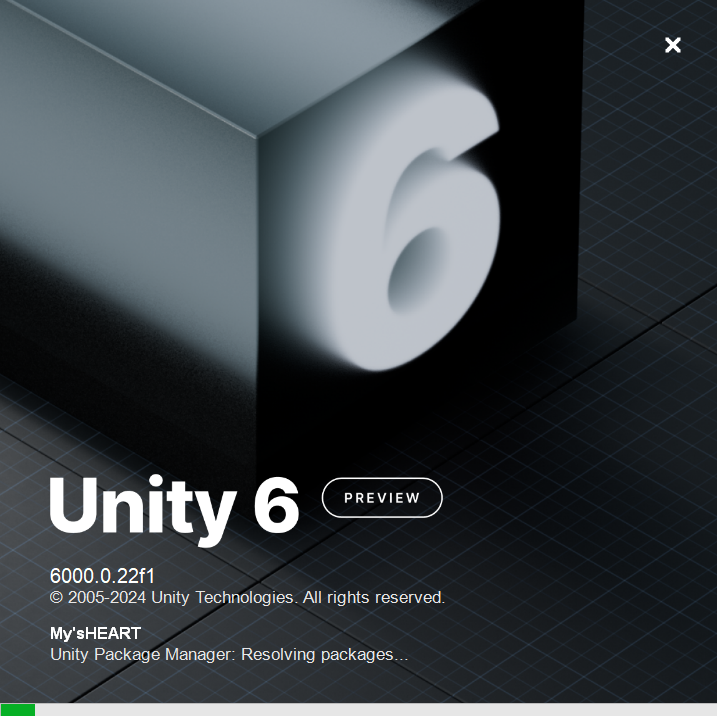 6
Unity 6 PREVIEW
6000.0.22f1
© 2005-2024 Unity Technologies. All rights reserved.
My'sHEART
Unity Package Manager: Resolving packages...